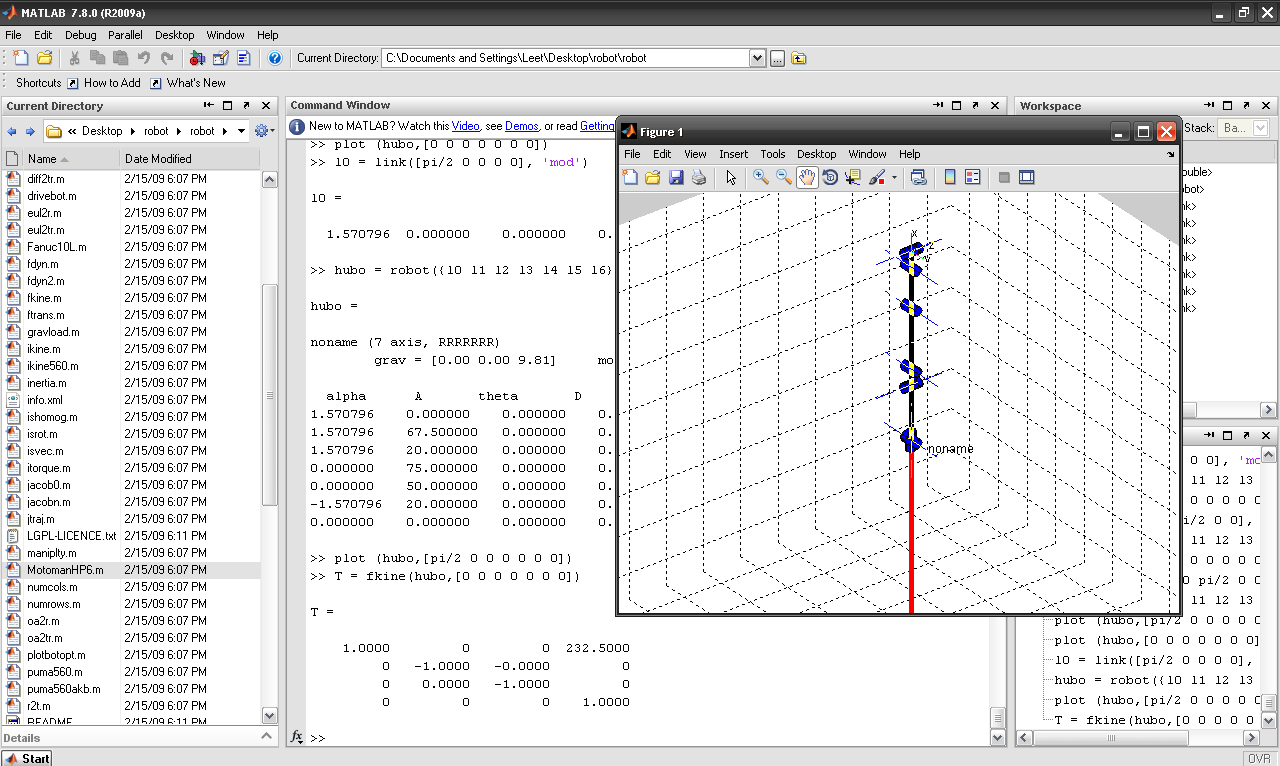 MATLAB 7.8.0 (R2009a)
File Edit Debug Parallel Desktop Window Help
Current Directory: C:\Documents and Settings\Leet\Desktop\robot\robot
Shortcuts How to Add What's New
Current Directory
« Desktop robot robot
Name Date Modified
diff2tr.m 2/15/09 6:07 PM
drivebot.m 2/15/09 6:07 PM
eul2r.m 2/15/09 6:07 PM
eul2tr.m 2/15/09 6:07 PM
Fanuc10L.m 2/15/09 6:07 PM
fdyn.m 2/15/09 6:07 PM
fdyn2.m 2/15/09 6:07 PM
fkine.m 2/15/09 6:07 PM
ftrans.m 2/15/09 6:07 PM
gravload.m 2/15/09 6:07 PM
ikine.m 2/15/09 6:07 PM
ikine560.m 2/15/09 6:07 PM
inertia.m 2/15/09 6:07 PM
info.xml 2/15/09 6:07 PM
ishomog.m 2/15/09 6:07 PM
isrot.m 2/15/09 6:07 PM
isvec.m 2/15/09 6:07 PM
itorque.m 2/15/09 6:07 PM
jacob0.m 2/15/09 6:07 PM
jacobn.m 2/15/09 6:07 PM
jtraj.m 2/15/09 6:07 PM
LGPL-LICENCE.txt 2/15/09 6:11 PM
maniplty.m 2/15/09 6:07 PM
MotomanHP6.m 2/15/09 6:07 PM
numcols.m 2/15/09 6:07 PM
numrows.m 2/15/09 6:07 PM
oa2r.m 2/15/09 6:07 PM
oa2tr.m 2/15/09 6:07 PM
plotbotopt.m 2/15/09 6:07 PM
puma560.m 2/15/09 6:07 PM
puma560akb.m 2/15/09 6:07 PM
r2t.m 2/15/09 6:07 PM
README 2/15/09 6:11 PM
Details
Start
Command Window
New to MATLAB? Watch this Video, see Demos, or read Getting
>> plot (hubo,[0 0 0 0 0 0 0])
>> l0 = link([pi/2 0 0 0 0], 'mod')
l0 =
1.570796 0.000000 0.000000 0.
>> hubo = robot({l0 l1 l2 l3 l4 l5 l6}
hubo =
noname (7 axis, RRRRRRR)
grav = [0.00 0.00 9.81] mo
alpha A theta D
1.570796 0.000000 0.000000 0.
1.570796 67.500000 0.000000 0.
1.570796 20.000000 0.000000 0.
0.000000 75.000000 0.000000 0.
0.000000 50.000000 0.000000 0.
-1.570796 20.000000 0.000000 0.
0.000000 0.000000 0.000000 0.
>> plot (hubo,[pi/2 0 0 0 0 0 0])
>> T = fkine(hubo,[0 0 0 0 0 0 0])
T =
1.0000 0 0 232.5000
0 -1.0000 -0.0000 0
0 0.0000 -1.0000 0
0 0 0 1.0000
fx >>
Figure 1
File Edit View Insert Tools Desktop Window Help
x
z
y
noname
Workspace
Stack: Ba...
ouble>
bot>
nk>
nk>
nk>
nk>
nk>
nk>
nk>
0 0], 'mo
l1 l2 l3
0 0 0 0 0
i/2 0 0],
l1 l2 l3
0 0 0 0 0
0 pi/2 0
l1 l2 l3
plot (hubo,[pi/2 0
plot (hubo,[0 0 0 0
l0 = link([pi/2 0 0
hubo = robot({l0 l1 l2 l3
plot (hubo,[pi/2 0 0 0 0
T = fkine(hubo,[0 0 0 0 0
OVR